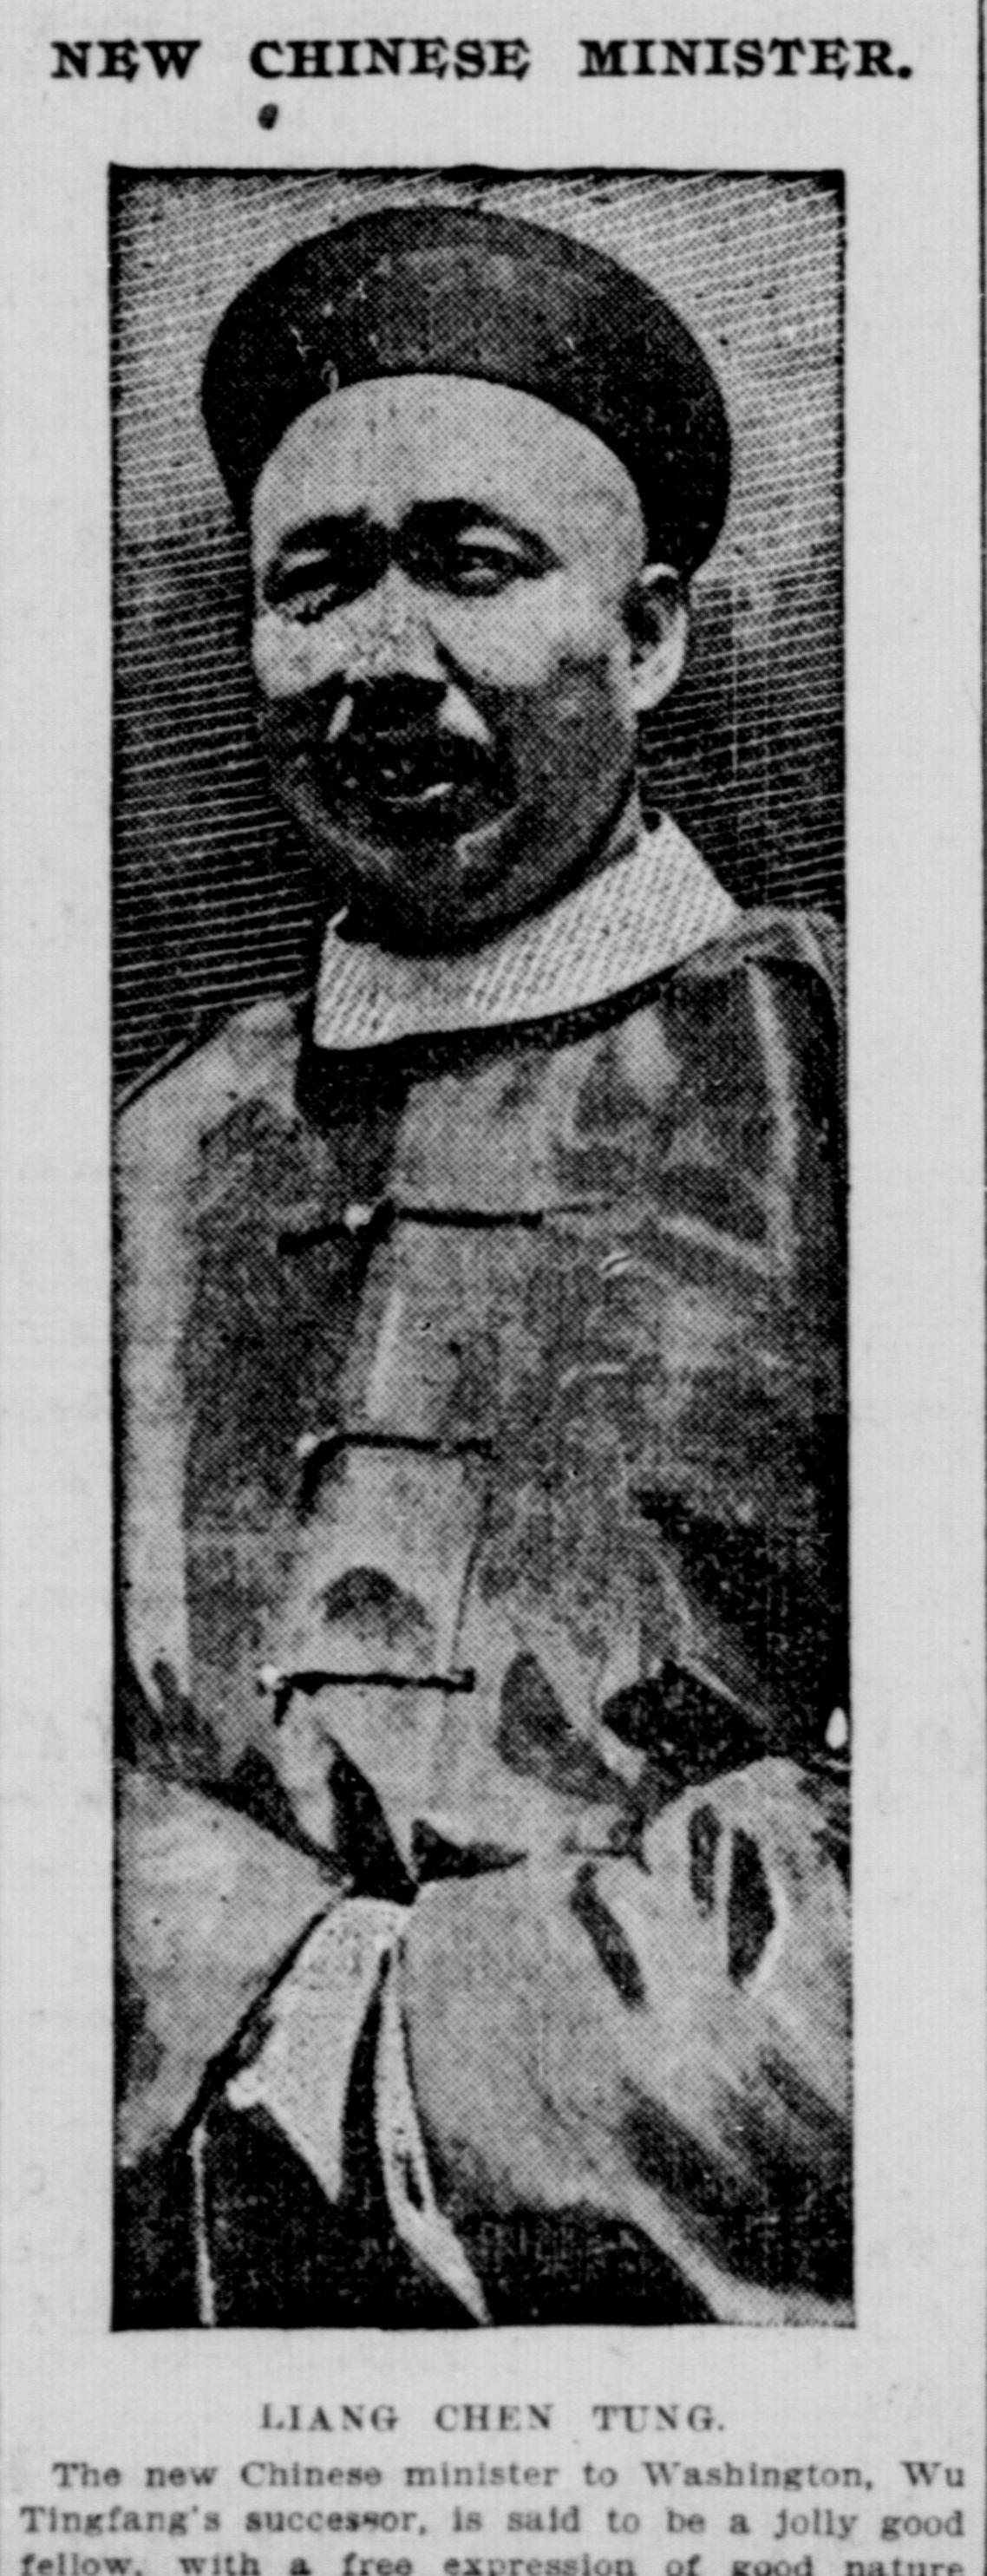 NEW CHINESE MINISTER.
LIANG CHEN TUNG.
The new Chinese minister to Washington, Wu
Tingfang's successor, is said to be a jolly good
fellow, with a free expression of good nature